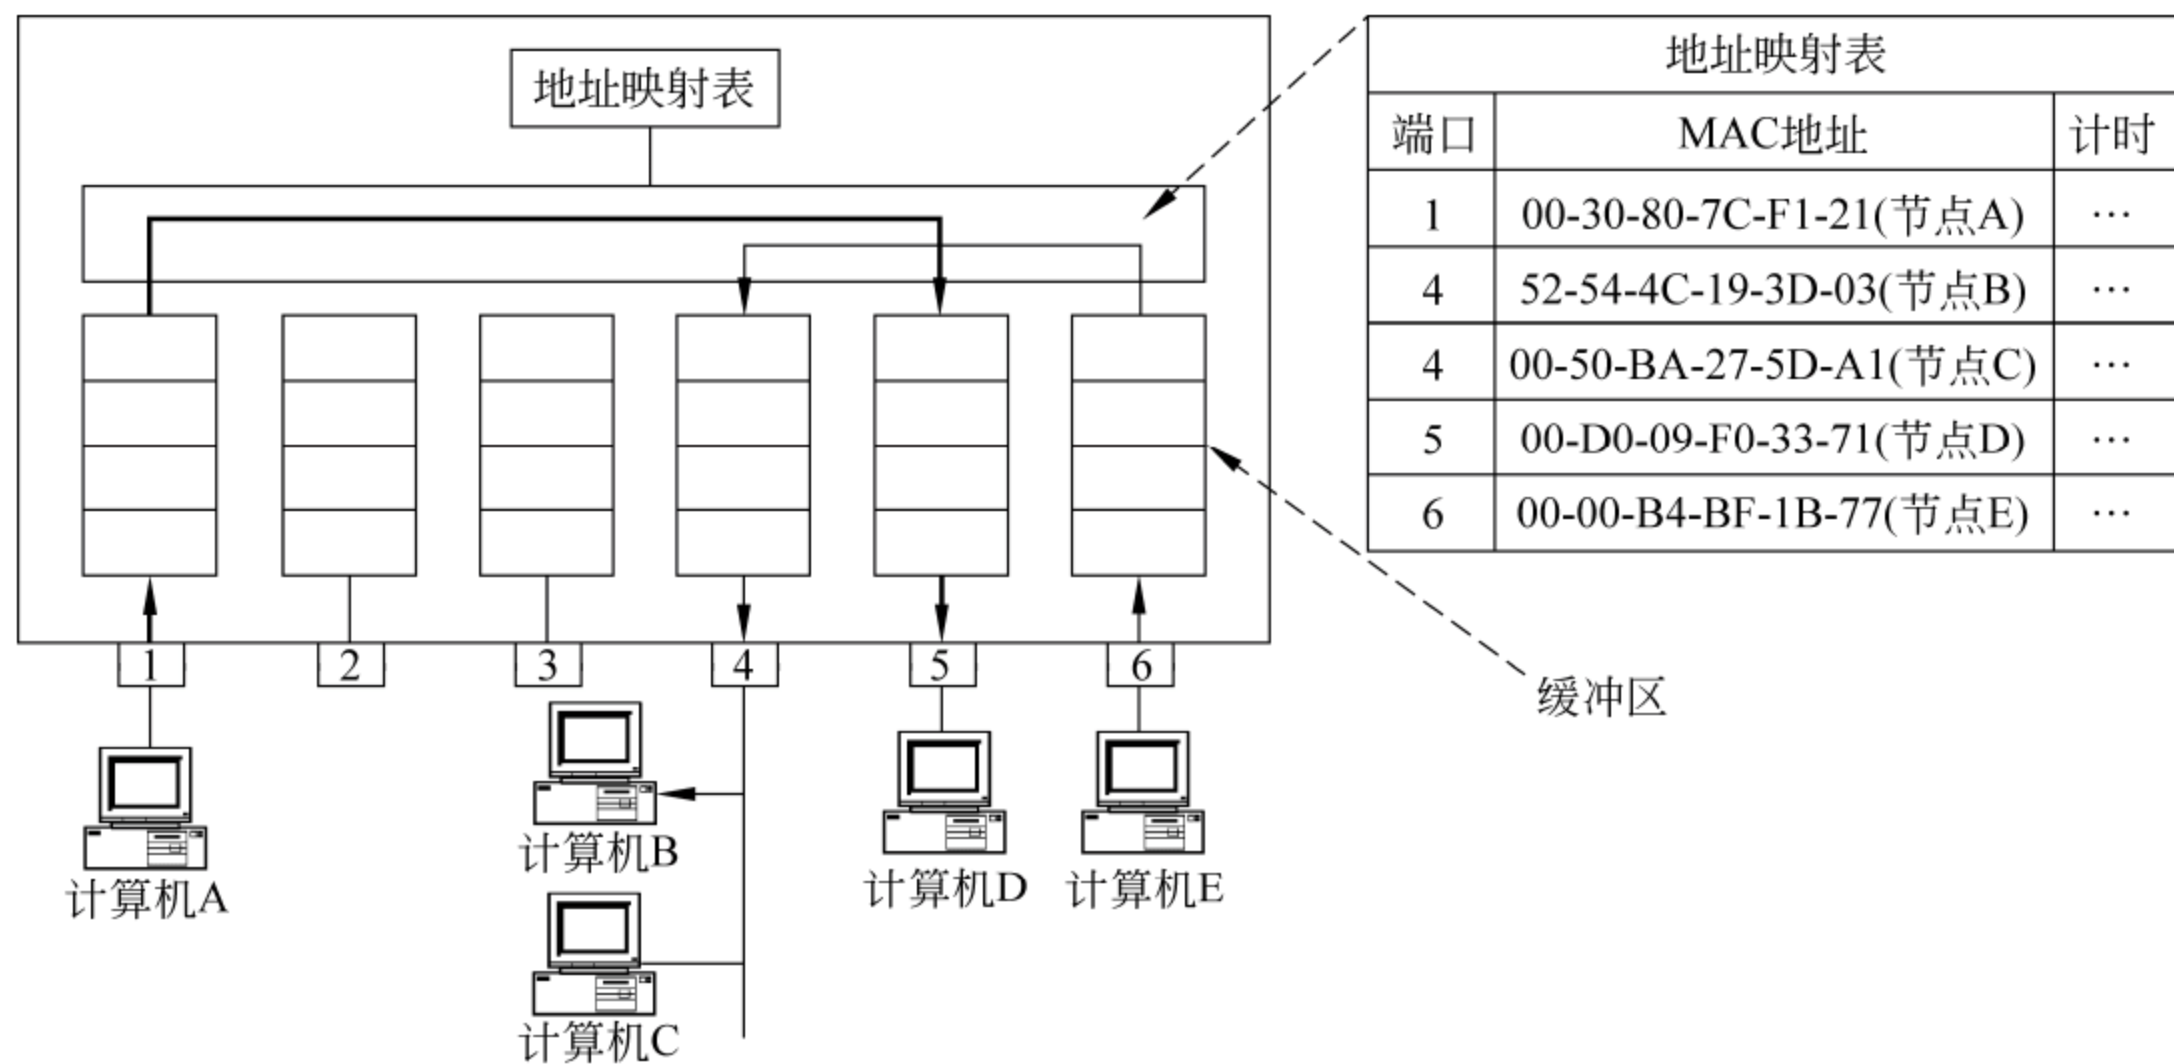 地址映射表
1
2
3
4
5
6
计算机A
计算机B
计算机C
计算机D
计算机E
缓冲区
地址映射表
端口 MAC地址 计时
1 00-30-80-7C-F1-21(节点A) …
4 52-54-4C-19-3D-03(节点B) …
4 00-50-BA-27-5D-A1(节点C) …
5 00-D0-09-F0-33-71(节点D) …
6 00-00-B4-BF-1B-77(节点E) …